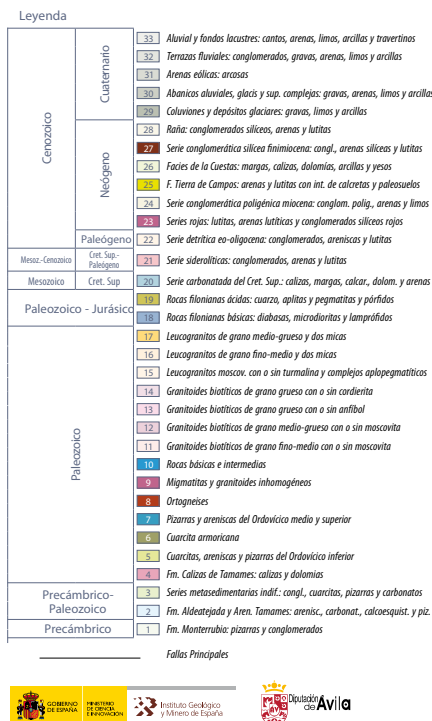 Leyenda
Cenozoico
Cuaternario
33 Aluvial y fondos lacustres: cantos, arenas, limos, arcillas y travertinos
32 Terrazas fluviales: conglomerados, gravas, arenas, limos y arcillas
31 Arenas eólicas: arcosas
30 Abanicos aluviales, glacis y sup. complejas: gravas, arenas, limos y arcillas
29 Coluviones y depósitos glaciares: gravas, limos y arcillas
Neógeno
28 Raña: conglomerados silíceos, arenas y lutitas
27 Serie conglomerática silícea finimiocena: congl., arenas silíceas y lutitas
26 Facies de la Cuestas: margas, calizas, dolomías, arcillas y yesos
25 F. Tierra de Campos: arenas y lutitas con int. de calcretas y paleosuelos
24 Serie conglomerática poligénica miocena: conglom. polig., arenas y limos
23 Series rojas: lutitas, arenas lutíticas y conglomerados silíceos rojos
Paleógeno
22 Serie detrítica eo-oligocena: conglomerados, areniscas y lutitas
Mesoz.-Cenozoico
Cret. Sup.-
Paleógeno
21 Serie siderolíticas: conglomerados, arenas y lutitas
Mesozoico
Cret. Sup
20 Serie carbonatada del Cret. Sup.: calizas, margas, calcar., dolom. y arenas
Paleozoico - Jurásico
19 Rocas filonianas ácidas: cuarzo, aplitas y pegmatitas y pórfidos
18 Rocas filonianas básicas: diabasas, microdioritas y lamprófidos
Paleozoico
17 Leucogranitos de grano medio-grueso y dos micas
16 Leucogranitos de grano fino-medio y dos micas
15 Leucogranitos moscov. con o sin turmalina y complejos aplopegmatíticos
14 Granitoides biotíticos de grano grueso con o sin cordierita
13 Granitoides biotíticos de grano grueso con o sin anfíbol
12 Granitoides biotíticos de grano medio-grueso con o sin moscovita
11 Granitoides biotíticos de grano fino-medio con o sin moscovita
10 Rocas básicas e intermedias
9 Migmatitas y granitoides inhomogéneos
8 Ortogneises
7 Pizarras y areniscas del Ordovícico medio y superior
6 Cuarcita armoricana
5 Cuarcitas, areniscas y pizarras del Ordovícico inferior
4 Fm. Calizas de Tamames: calizas y dolomias
Precámbrico-
Paleozoico
3 Series metasedimentarias indif.: congl., cuarcitas, pizarras y carbonatos
2 Fm. Aldeatejada y Aren. Tamames: arenisc., carbonat., calcoesquist. y piz.
Precámbrico
1 Fm. Monterrubio: pizarras y conglomerados
Fallas Principales
GOBIERNO
DE ESPAÑA
MINISTERIO
DE CIENCIA
E INNOVACIÓN
Instituto Geológico
y Minero de España
Diputación
de Ávila